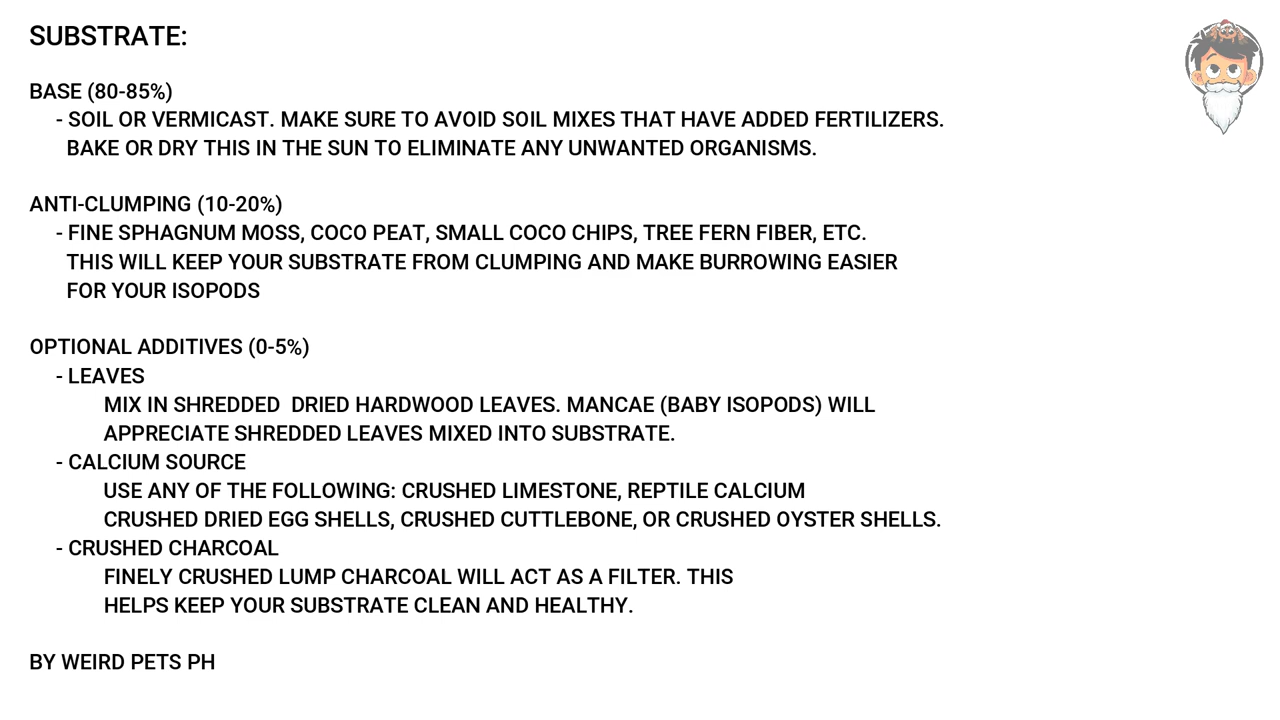 SUBSTRATE:
BASE (80-85%)
- SOIL OR VERMICAST. MAKE SURE TO AVOID SOIL MIXES THAT HAVE ADDED FERTILIZERS.
BAKE OR DRY THIS IN THE SUN TO ELIMINATE ANY UNWANTED ORGANISMS.
ANTI-CLUMPING (10-20%)
- FINE SPHAGNUM MOSS, COCO PEAT, SMALL COCO CHIPS, TREE FERN FIBER, ETC.
THIS WILL KEEP YOUR SUBSTRATE FROM CLUMPING AND MAKE BURROWING EASIER
FOR YOUR ISOPODS
OPTIONAL ADDITIVES (0-5%)
- LEAVES
MIX IN SHREDDED  DRIED HARDWOOD LEAVES. MANCAE (BABY ISOPODS) WILL
APPRECIATE SHREDDED LEAVES MIXED INTO SUBSTRATE.
- CALCIUM SOURCE
USE ANY OF THE FOLLOWING: CRUSHED LIMESTONE, REPTILE CALCIUM
CRUSHED DRIED EGG SHELLS, CRUSHED CUTTLEBONE, OR CRUSHED OYSTER SHELLS.
- CRUSHED CHARCOAL
FINELY CRUSHED LUMP CHARCOAL WILL ACT AS A FILTER. THIS
HELPS KEEP YOUR SUBSTRATE CLEAN AND HEALTHY.
BY WEIRD PETS PH